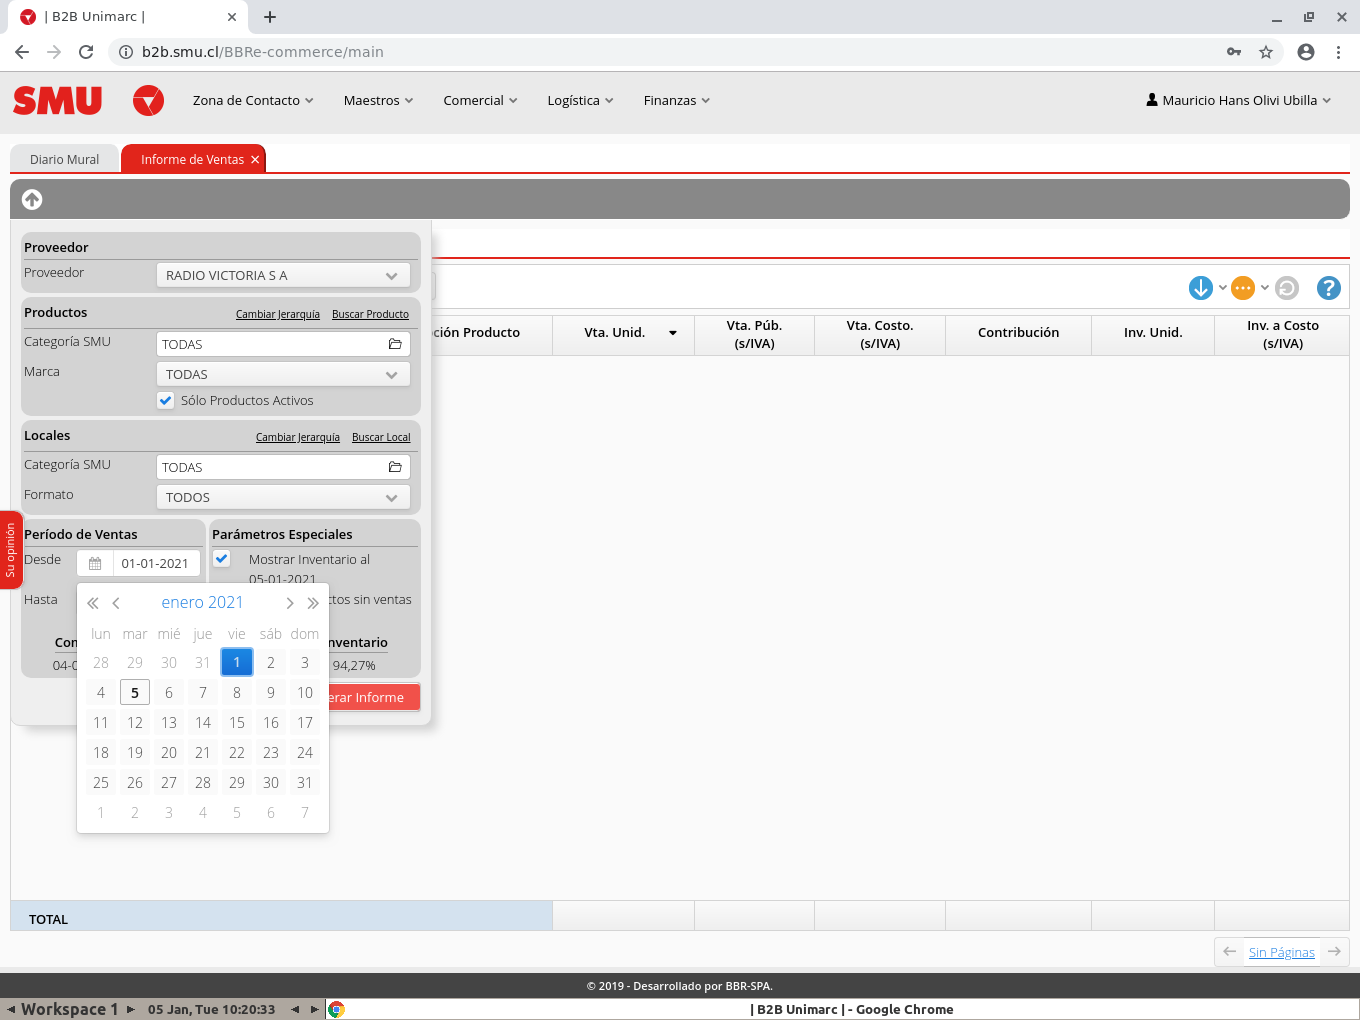 | B2B Unimarc |
b2b.smu.cl/BBRe-commerce/main
SMU
Zona de Contacto
Maestros
Comercial
Logística
Finanzas
Mauricio Hans Olivi Ubilla
Diario Mural
Informe de Ventas
Proveedor
Proveedor
RADIO VICTORIA S A
Productos
Cambiar Jerarquía
Buscar Producto
Categoría SMU
TODAS
Marca
TODAS
Sólo Productos Activos
Locales
Cambiar Jerarquía
Buscar Local
Categoría SMU
TODAS
Formato
TODOS
Su opinión
Período de Ventas
Desde
01-01-2021
Hasta
Parámetros Especiales
Mostrar Inventario al
05-01-2021
ctos sin ventas
Con
nventario
04-0
94,27%
erar Informe
enero 2021
lun mar mié jue vie sáb dom
28 29 30 31 1 2 3
4 5 6 7 8 9 10
11 12 13 14 15 16 17
18 19 20 21 22 23 24
25 26 27 28 29 30 31
1 2 3 4 5 6 7
ción Producto
Vta. Unid.
Vta. Púb.
(s/IVA)
Vta. Costo.
(s/IVA)
Contribución
Inv. Unid.
Inv. a Costo
(s/IVA)
?
TOTAL
Sin Páginas
© 2019 - Desarrollado por BBR-SPA.
Workspace 1
05 Jan, Tue 10:20:33
| B2B Unimarc | - Google Chrome